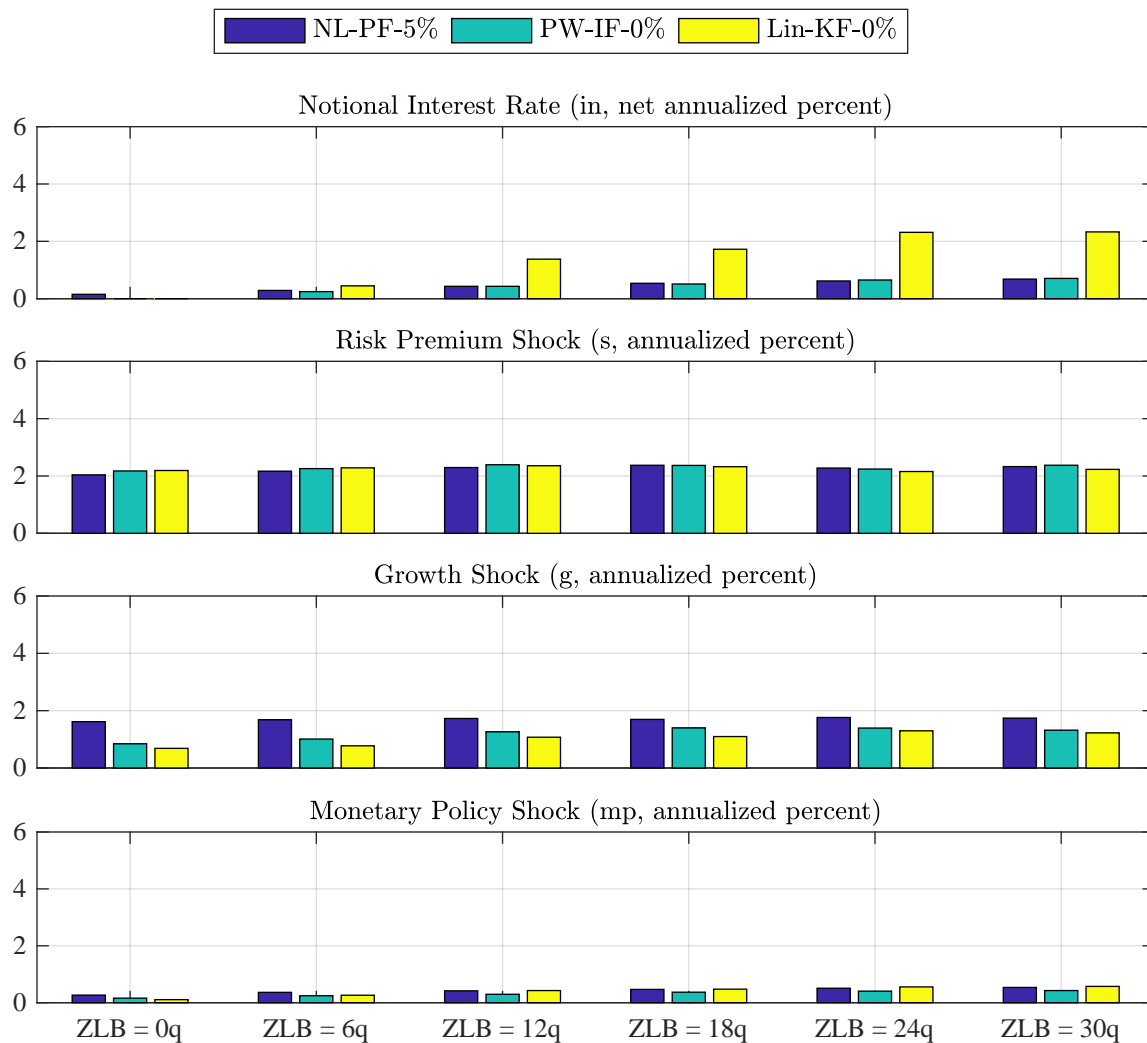 NL-PF-5% PW-IF-0% Lin-KF-0%
Notional Interest Rate (in, net annualized percent)
6
4
2
0
Risk Premium Shock (s, annualized percent)
6
4
2
0
Growth Shock (g, annualized percent)
6
4
2
0
Monetary Policy Shock (mp, annualized percent)
6
4
2
0
ZLB = 0q ZLB = 6q ZLB = 12q ZLB = 18q ZLB = 24q ZLB = 30q